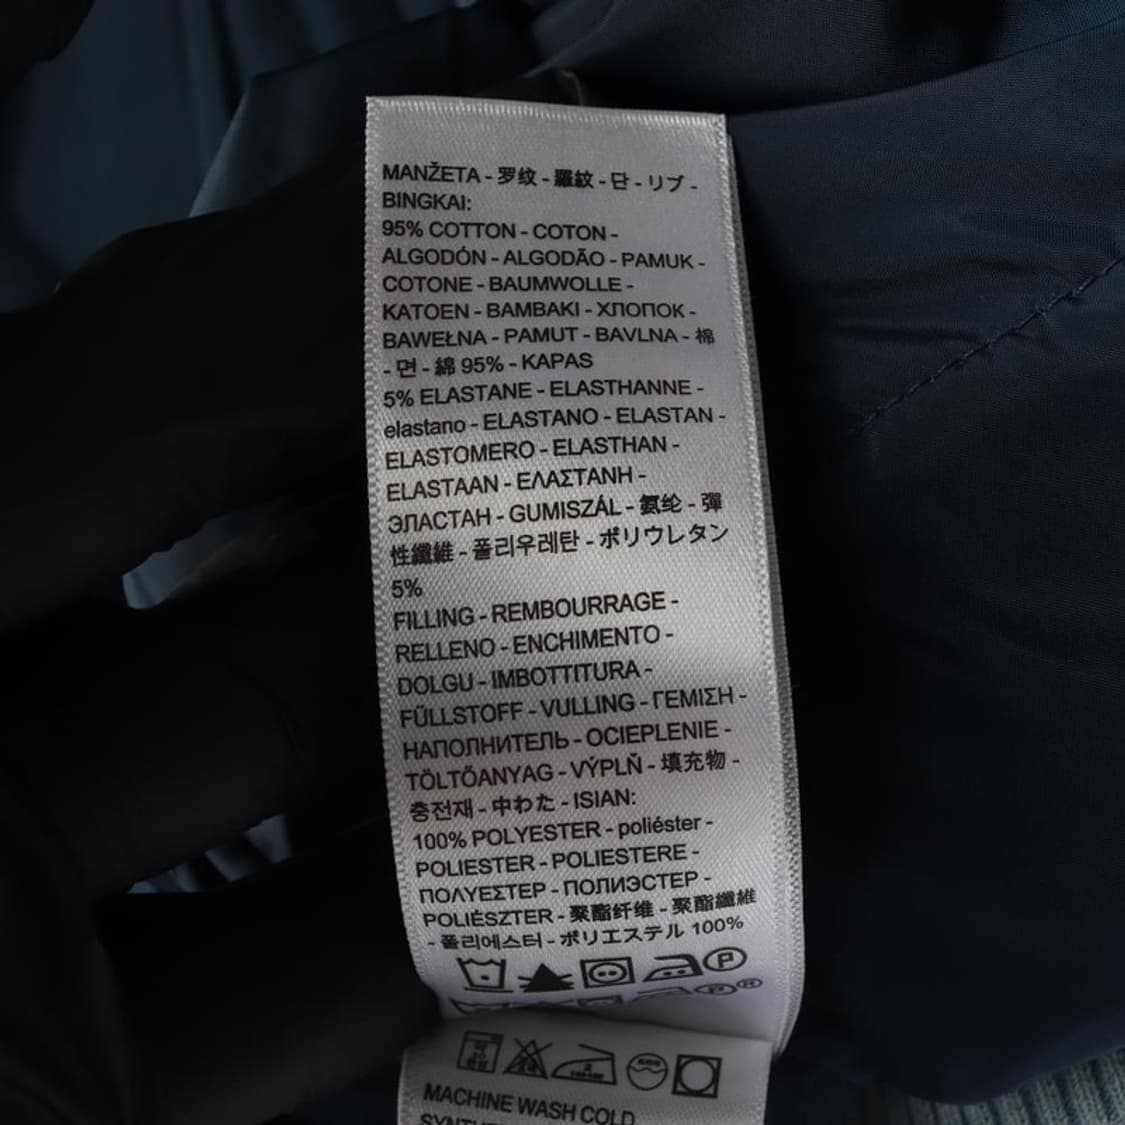 MANŽETA - 罗纹 - 羅紋 - 단 - リブ -
BINGKAI:
95% COTTON - COTON -
ALGODÓN - ALGODÃO - PAMUK -
COTONE - BAUMWOLLE -
KATOEN - BAMBAKI - ХЛОПОК -
BAWEŁNA - PAMUT - BAVLNA - 棉
- 면 - 綿 95% - KAPAS
5% ELASTANE - ELASTHANNE -
elastano - ELASTANO - ELASTAN -
ELASTOMERO - ELASTHAN -
ELASTAAN - ΕΛΑΣΤΑΝΗ -
ЭЛАСТАН - GUMISZÁL - 氨纶 - 彈
性纖維 - 폴리우레탄 - ポリウレタン
5%
FILLING - REMBOURRAGE -
RELLENO - ENCHIMENTO -
DOLGU - IMBOTTITURA -
FÜLLSTOFF - VULLING - ΓΕΜΙΣΗ -
НАПОЛНИТЕЛЬ - OCIEPLENIE -
TÖLTŐANYAG - VÝPLŇ - 填充物 -
충전재 - 中わた - ISIAN:
100% POLYESTER - poliéster -
POLIESTER - POLIESTERE -
ΠΟΛΥΕΣΤΕΡ - ПОЛИЭСТЕР -
POLIÉSZTER - 聚酯纤维 - 聚酯纖維
- 폴리에스터 - ポリエステル 100%
P
MACHINE WASH COLD